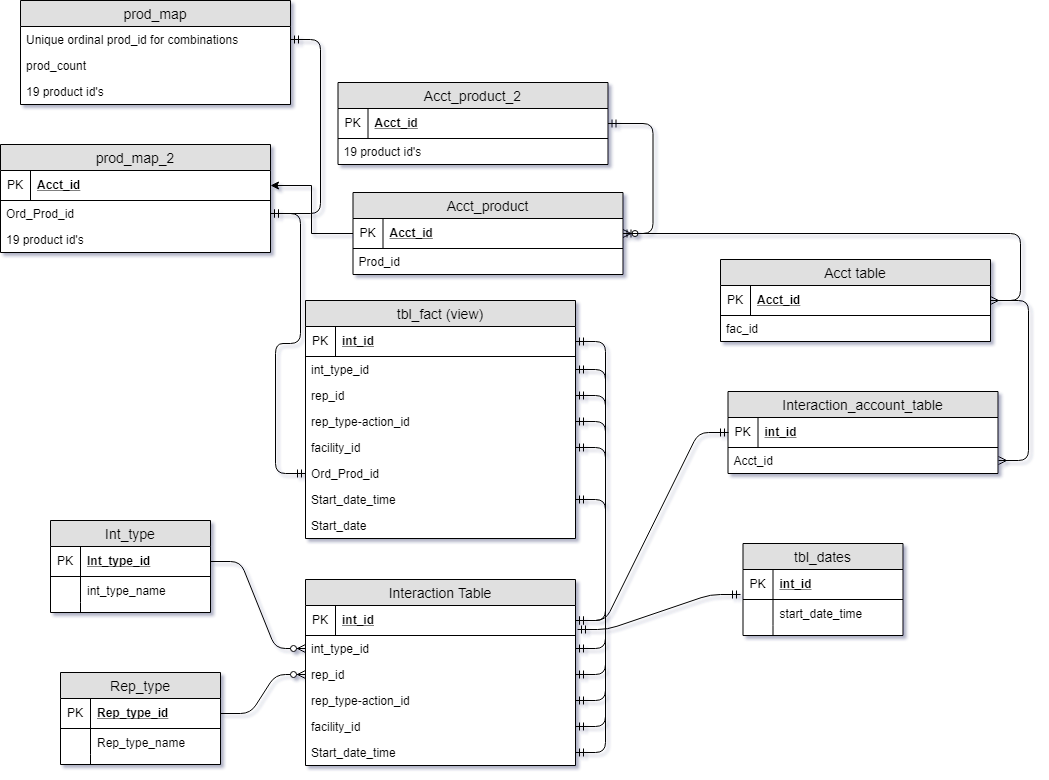 prod_map
Unique ordinal prod_id for combinations
prod_count
19 product id's
Acct_product_2
PK Acct_id
19 product id's
prod_map_2
PK Acct_id
Ord_Prod_id
19 product id's
Acct_product
PK Acct_id
Prod_id
Acct table
PK Acct_id
fac_id
tbl_fact (view)
PK int_id
int_type_id
rep_id
rep_type-action_id
facility_id
Ord_Prod_id
Start_date_time
Start_date
Interaction_account_table
PK int_id
Acct_id
Int_type
PK Int_type_id
int_type_name
tbl_dates
PK int_id
start_date_time
Interaction Table
PK int_id
int_type_id
rep_id
rep_type-action_id
facility_id
Start_date_time
Rep_type
PK Rep_type_id
Rep_type_name